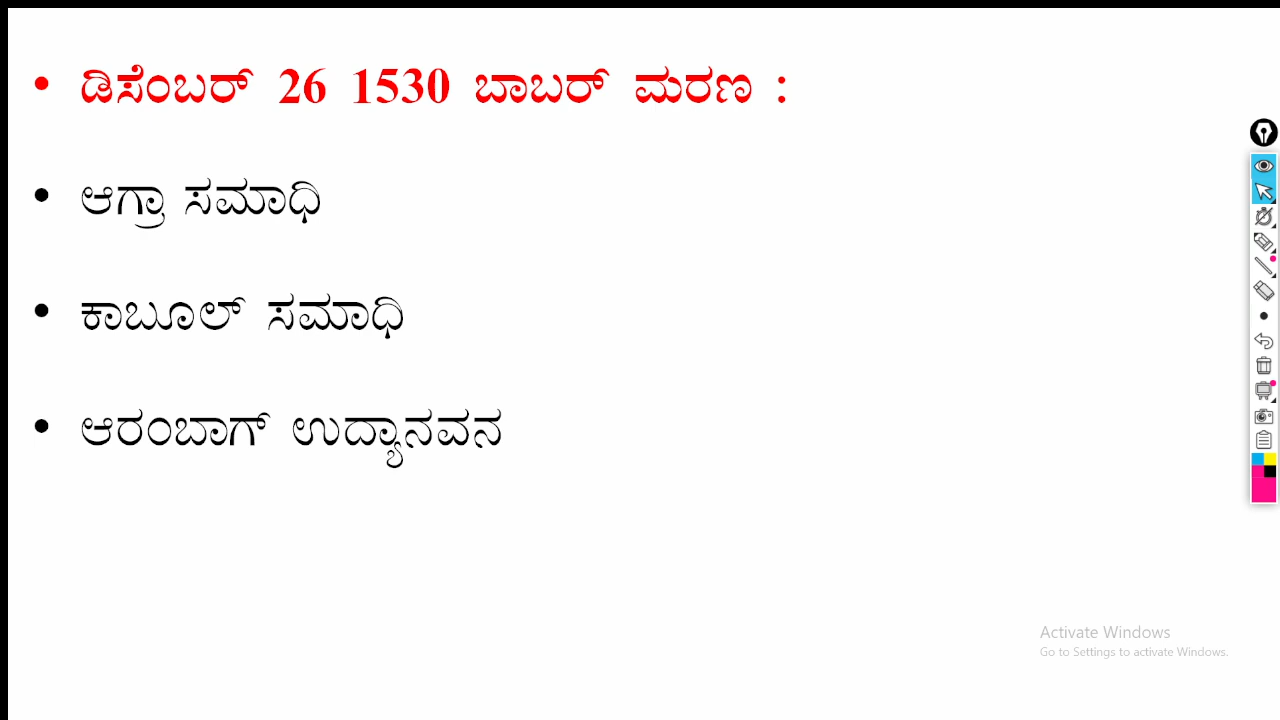 • ಡಿಸೆಂಬರ್ 26 1530 ಬಾಬರ್ ಮರಣ :
• ಆಗ್ರಾ ಸಮಾಧಿ
• ಕಾಬೂಲ್ ಸಮಾಧಿ
• ಆರಂಬಾಗ್ ಉದ್ಯಾನವನ
Activate Windows
Go to Settings to activate Windows.